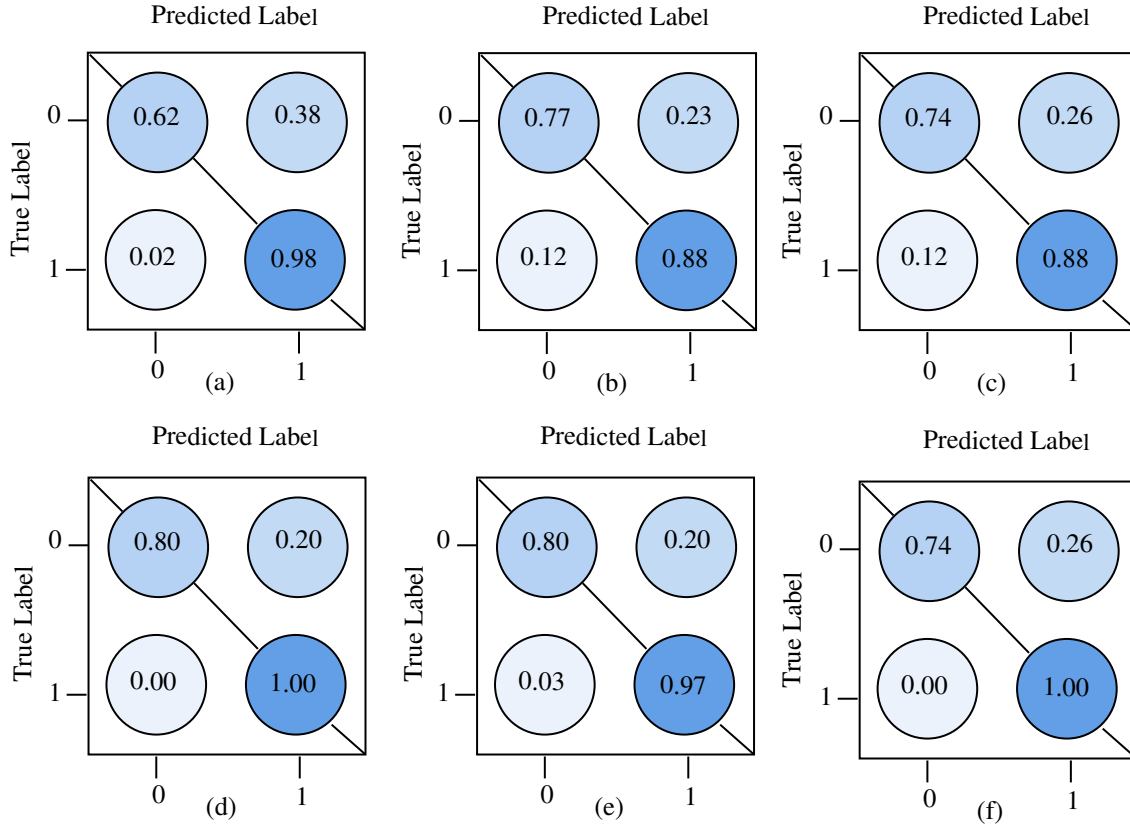 Predicted Label Predicted Label Predicted Label
True Label True Label True Label
0 0.62 0.38 0 0.77 0.23 0 0.74 0.26
1 0.02 0.98 1 0.12 0.88 1 0.12 0.88
0 1 0 1 0 1
(a) (b) (c)
Predicted Label Predicted Label Predicted Label
True Label True Label True Label
0 0.80 0.20 0 0.80 0.20 0 0.74 0.26
1 0.00 1.00 1 0.03 0.97 1 0.00 1.00
0 1 0 1 0 1
(d) (e) (f)